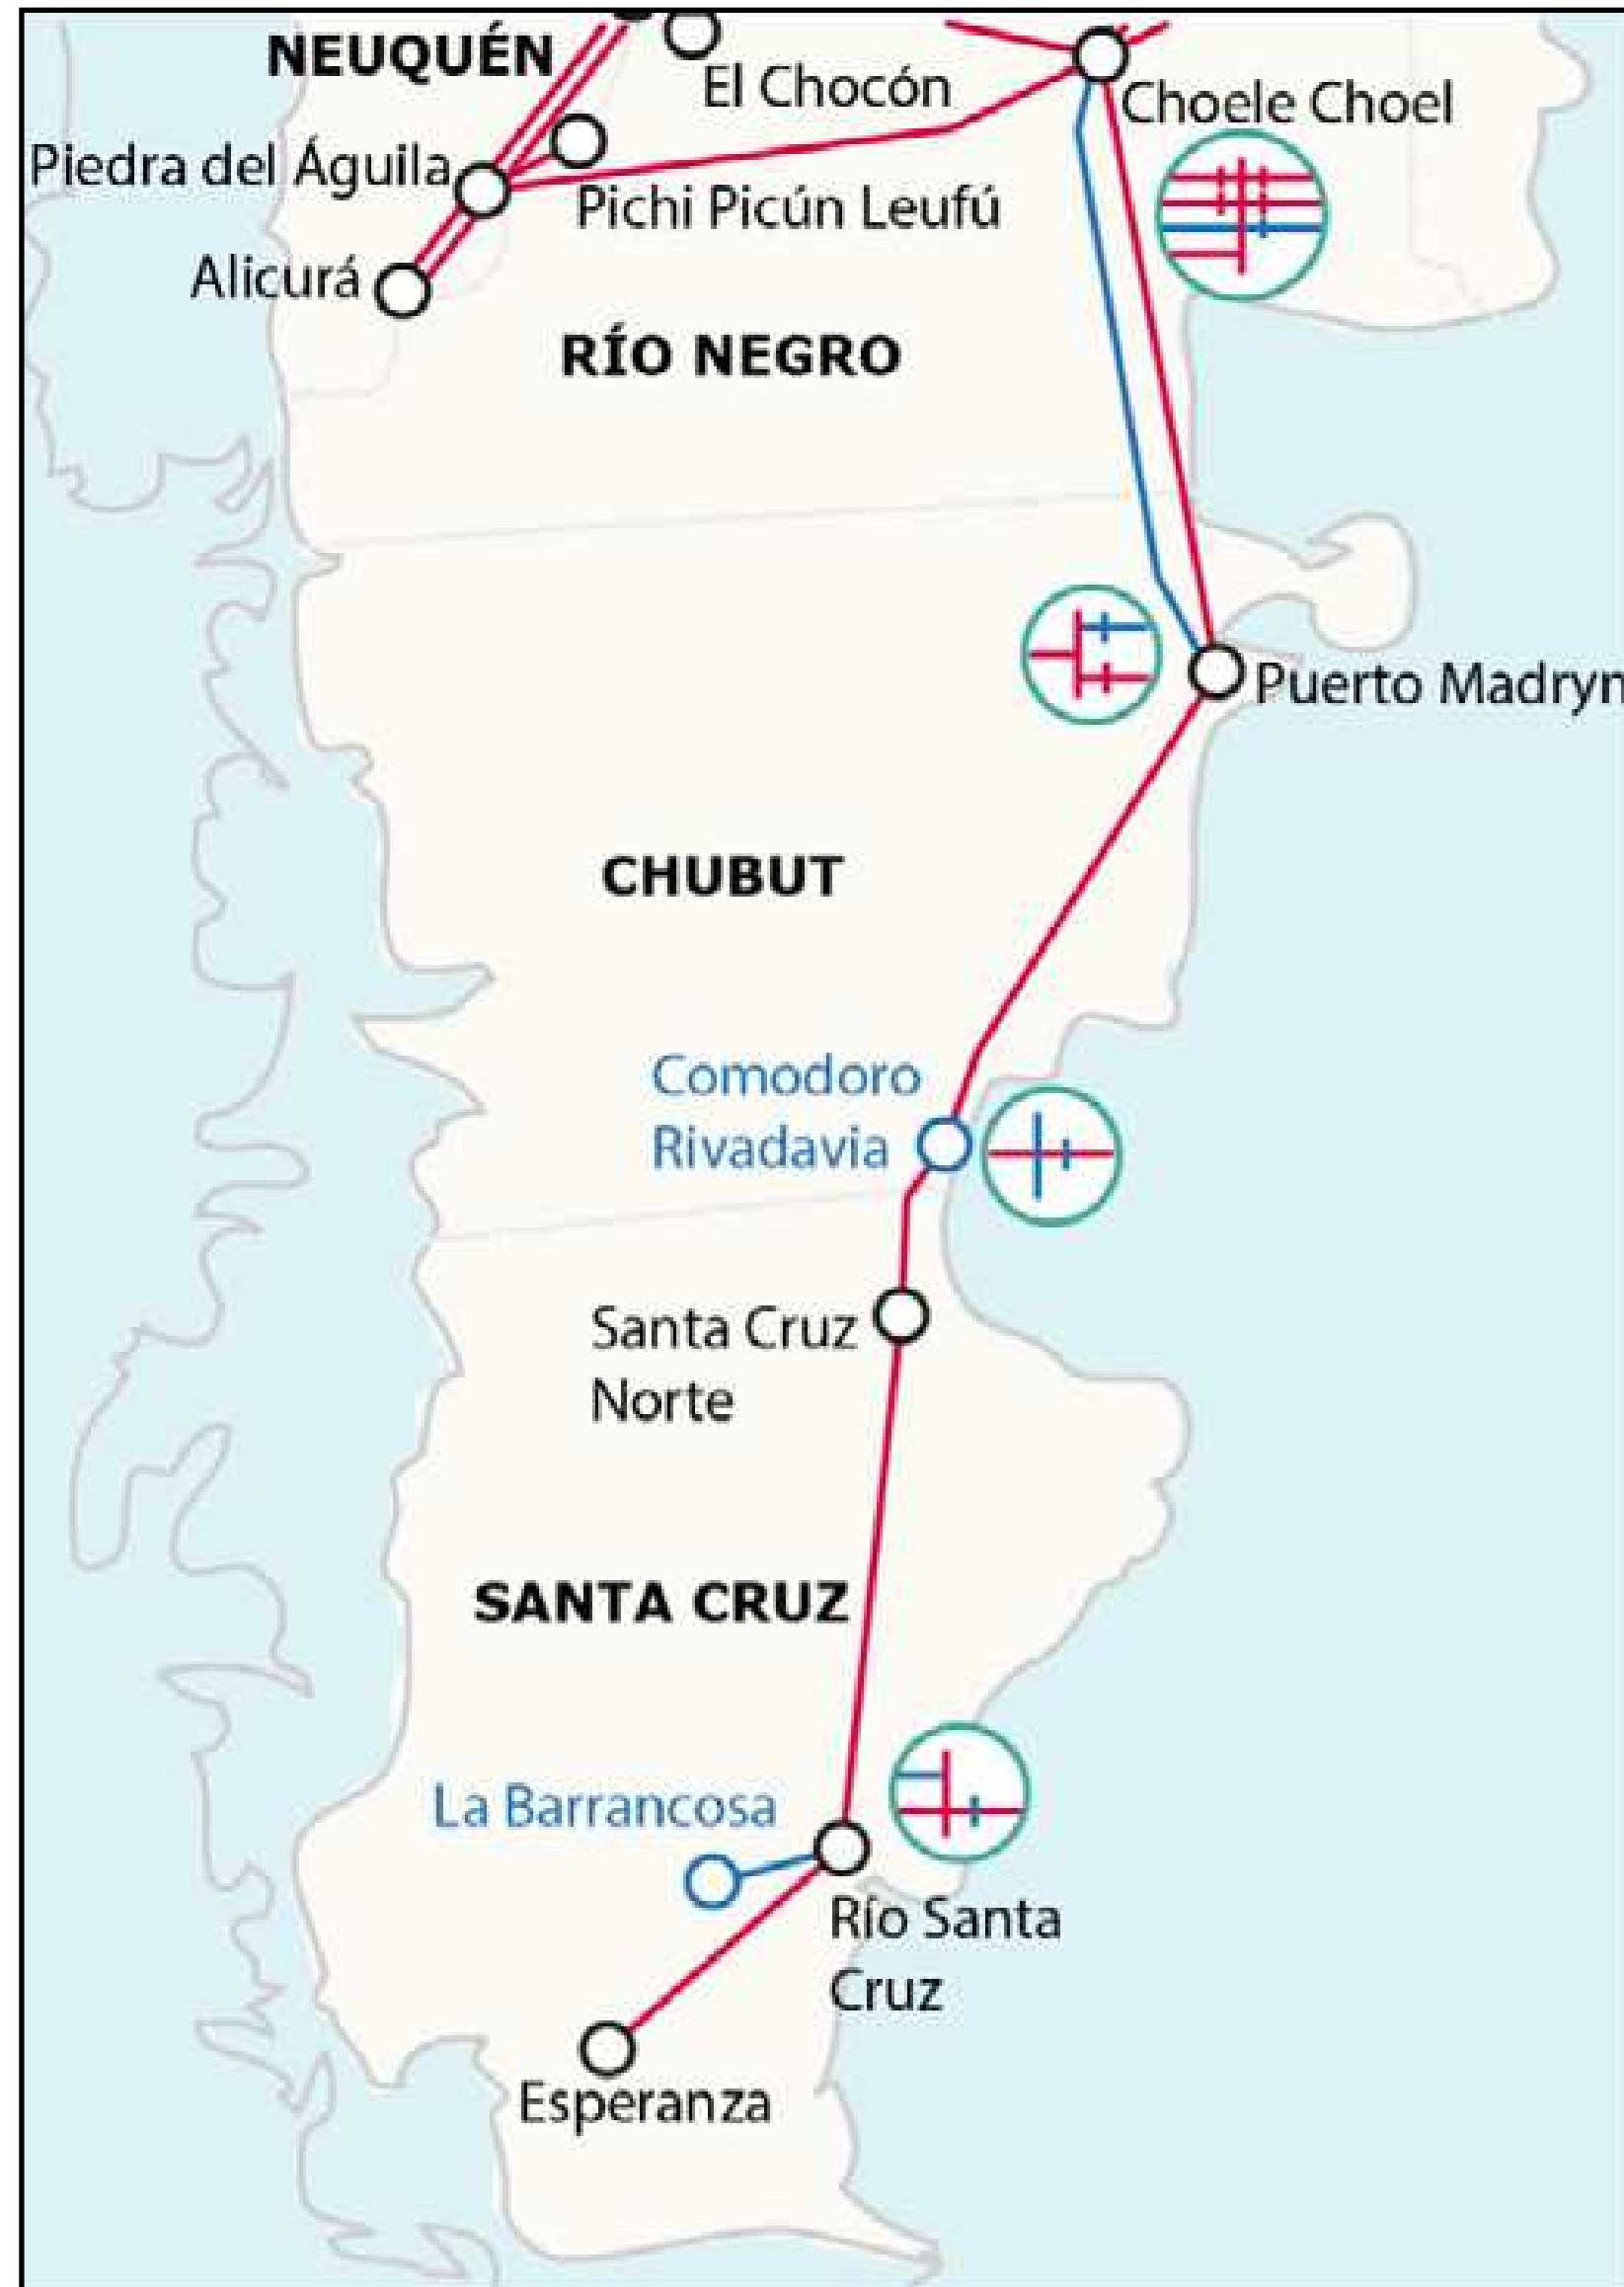 NEUQUÉN
El Chocón
Choele Choel
Piedra del Águila
Pichi Picún Leufú
Alicurá
RÍO NEGRO
Puerto Madryn
CHUBUT
Comodoro
Rivadavia
Santa Cruz
Norte
SANTA CRUZ
La Barrancosa
Río Santa
Cruz
Esperanza